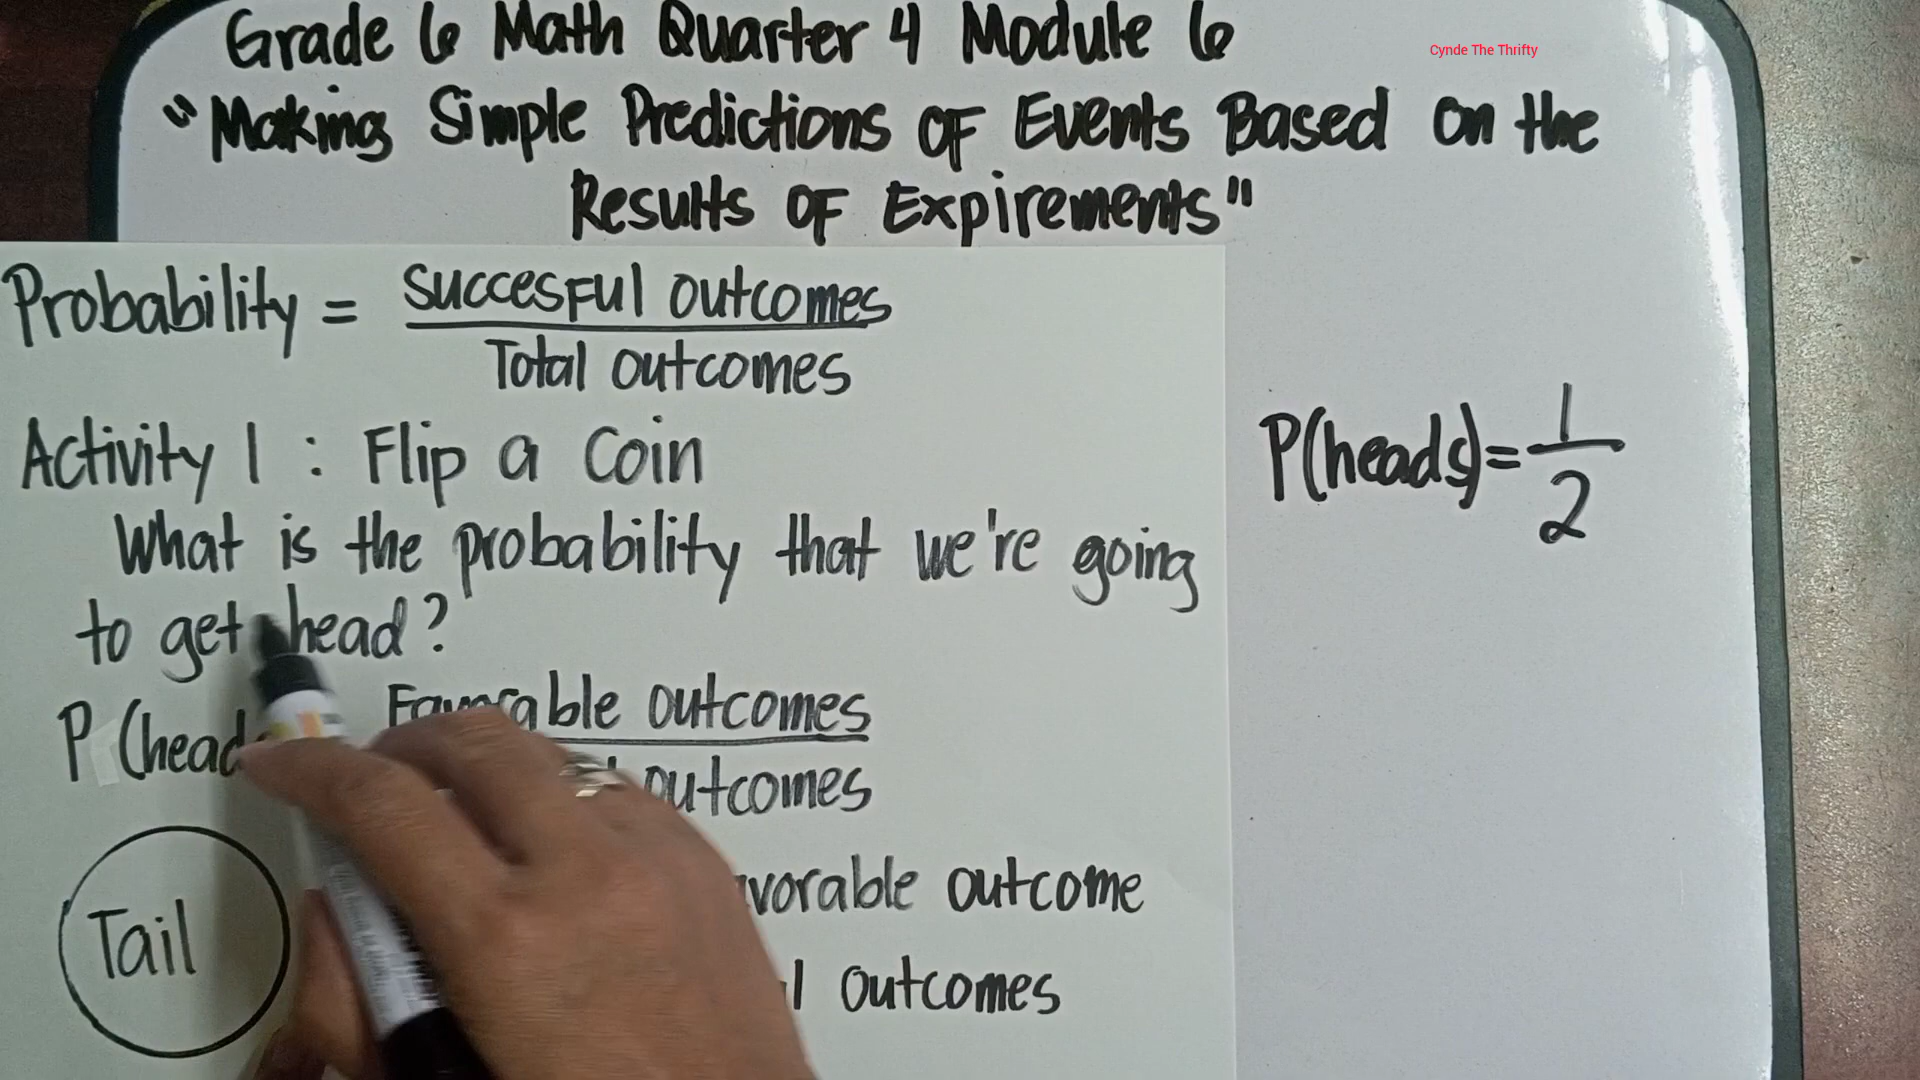 Grade 6 Math Quarter 4 Module 6
Cynde The Thrifty
"Making Simple Predictions OF Events Based on the
Results OF Expirements"
Probability = Succesful outcomes
Total outcomes
Activity 1 : Flip a Coin
What is the probability that we're going
to get head?
P (head
outcomes
outcomes
Tail
outcome
outcomes
P(heads)= 1
2